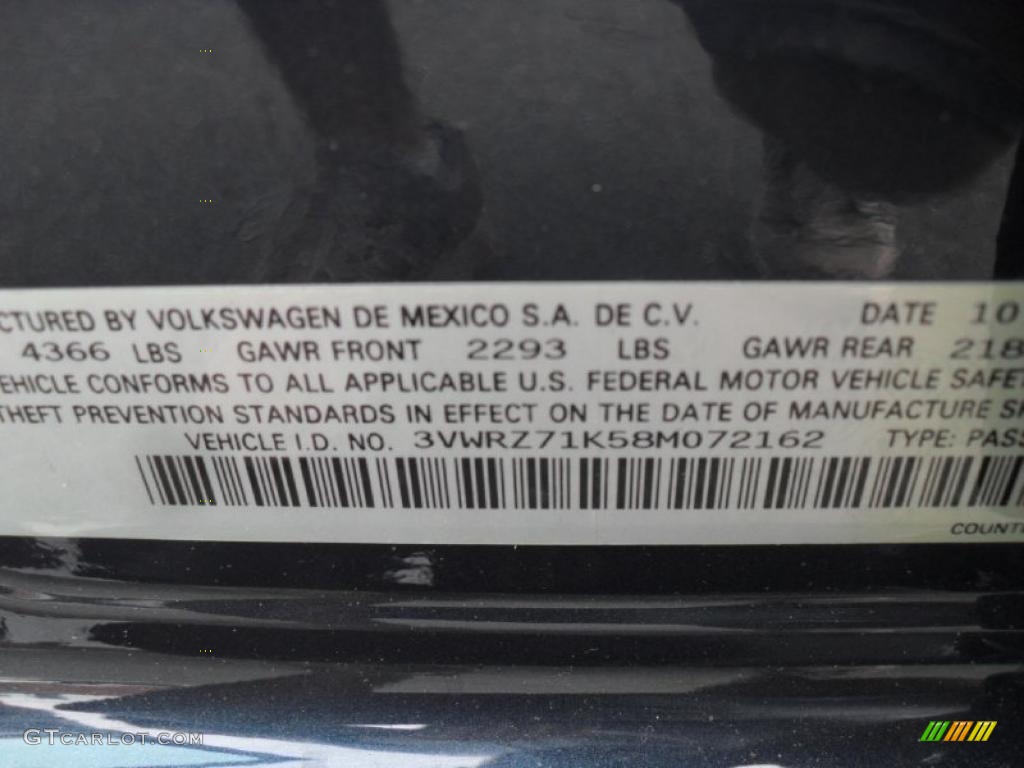 CTURED BY VOLKSWAGEN DE MEXICO S.A. DE C.V. DATE 10
4366 LBS GAWR FRONT 2293 LBS GAWR REAR 218
EHICLE CONFORMS TO ALL APPLICABLE U.S. FEDERAL MOTOR VEHICLE SAFET
THEFT PREVENTION STANDARDS IN EFFECT ON THE DATE OF MANUFACTURE SH
VEHICLE I.D. NO. 3VWRZ71K58M072162 TYPE: PASS
COUNT
GTCARLOT.COM